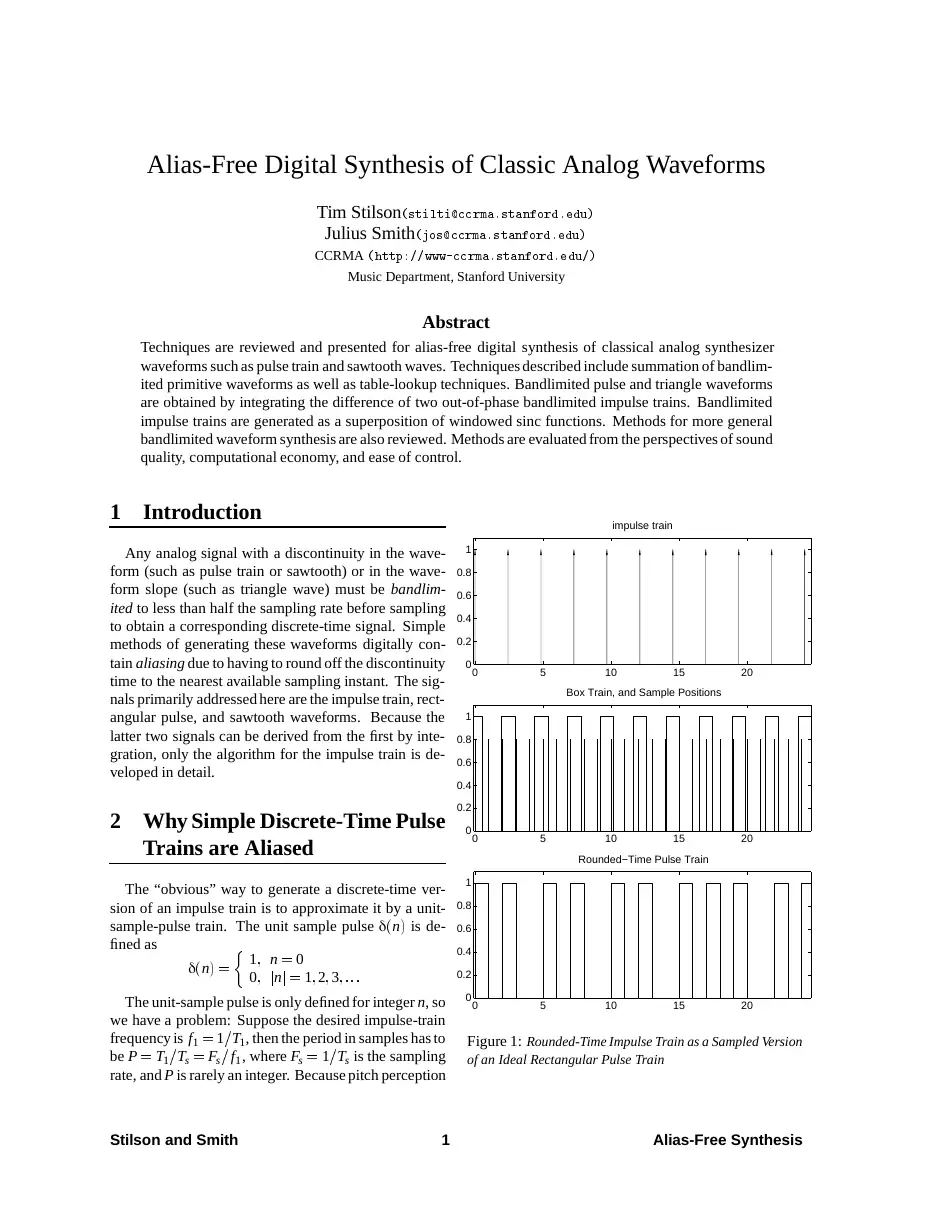 Alias-Free Digital Synthesis of Classic Analog Waveforms
Tim Stilson(stilti@ccrma.stanford.edu)
Julius Smith(jos@ccrma.stanford.edu)
CCRMA (http://www-ccrma.stanford.edu/)
Music Department, Stanford University
Abstract
Techniques are reviewed and presented for alias-free digital synthesis of classical analog synthesizer
waveforms such as pulse train and sawtooth waves. Techniques described include summation of bandlim-
ited primitive waveforms as well as table-lookup techniques. Bandlimited pulse and triangle waveforms
are obtained by integrating the difference of two out-of-phase bandlimited impulse trains. Bandlimited
impulse trains are generated as a superposition of windowed sinc functions. Methods for more general
bandlimited waveform synthesis are also reviewed. Methods are evaluated from the perspectives of sound
quality, computational economy, and ease of control.
1 Introduction
Any analog signal with a discontinuity in the wave-
form (such as pulse train or sawtooth) or in the wave-
form slope (such as triangle wave) must be bandlim-
ited to less than half the sampling rate before sampling
to obtain a corresponding discrete-time signal. Simple
methods of generating these waveforms digitally con-
tain aliasing due to having to round off the discontinuity
time to the nearest available sampling instant. The sig-
nals primarily addressed here are the impulse train, rect-
angular pulse, and sawtooth waveforms. Because the
latter two signals can be derived from the first by inte-
gration, only the algorithm for the impulse train is de-
veloped in detail.
2 Why Simple Discrete-Time Pulse
Trains are Aliased
The “obvious” way to generate a discrete-time ver-
sion of an impulse train is to approximate it by a unit-
sample-pulse train. The unit sample pulse δ(n) is de-
fined as
δ(n) = { 1, n = 0
0, |n| = 1, 2, 3, . . .
The unit-sample pulse is only defined for integer n, so
we have a problem: Suppose the desired impulse-train
frequency is f₁ = 1/T₁, then the period in samples has to
be P = T₁/Tₛ = Fₛ/f₁, where Fₛ = 1/Tₛ is the sampling
rate, and P is rarely an integer. Because pitch perception
impulse train
1
0.8
0.6
0.4
0.2
0
0 5 10 15 20
Box Train, and Sample Positions
1
0.8
0.6
0.4
0.2
0
0 5 10 15 20
Rounded−Time Pulse Train
1
0.8
0.6
0.4
0.2
0
0 5 10 15 20
Figure 1: Rounded-Time Impulse Train as a Sampled Version
of an Ideal Rectangular Pulse Train
Stilson and Smith 1 Alias-Free Synthesis